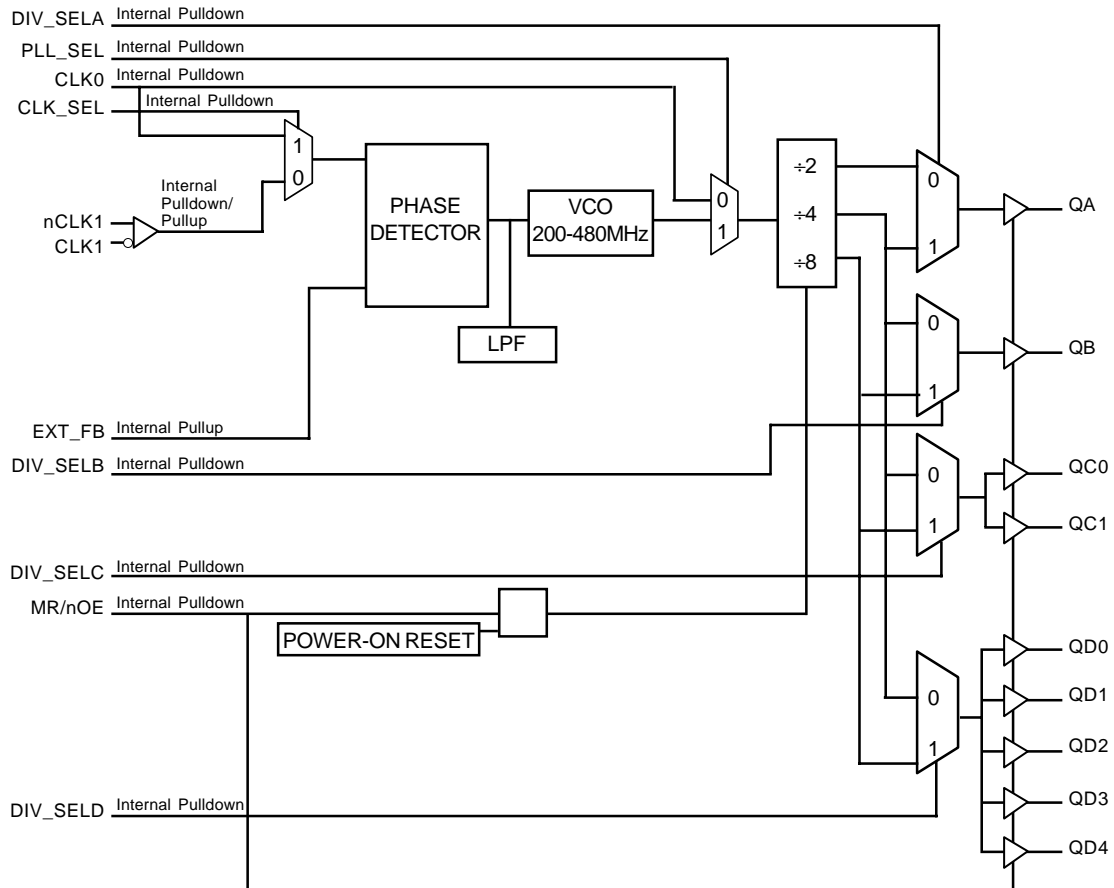 DIV_SELA Internal Pulldown
PLL_SEL Internal Pulldown
CLK0 Internal Pulldown
CLK_SEL Internal Pulldown
1
0
Internal
Pulldown/
Pullup
nCLK1
CLK1
PHASE
DETECTOR
VCO
200-480MHz
LPF
0
1
÷2
÷4
÷8
0
1
QA
0
1
QB
EXT_FB Internal Pullup
DIV_SELB Internal Pulldown
0
1
QC0
QC1
DIV_SELC Internal Pulldown
MR/nOE Internal Pulldown
POWER-ON RESET
0
1
QD0
QD1
QD2
QD3
QD4
DIV_SELD Internal Pulldown